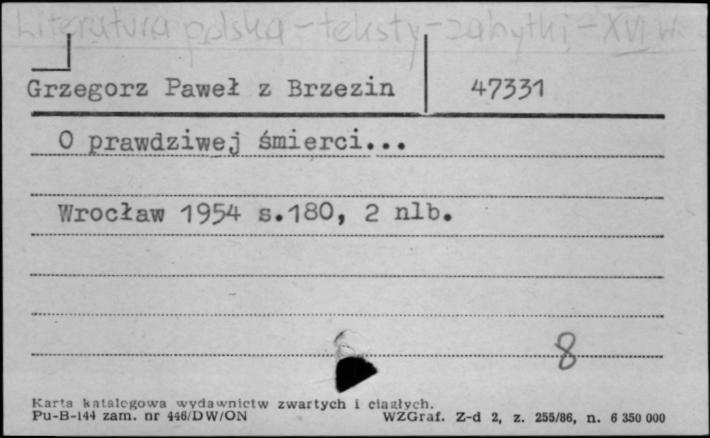 Literatura polska - teksty - zabytki - XVI w.
Grzegorz Paweł z Brzezin 47331
O prawdziwej śmierci...
Wrocław 1954 s.180, 2 nlb.
8
Karta katalogowa wydawnictw zwartych i ciągłych.
Pu-B-144 zam. nr 446/DW/ON WZGraf. Z-d 2, z. 255/86, n. 6 350 000